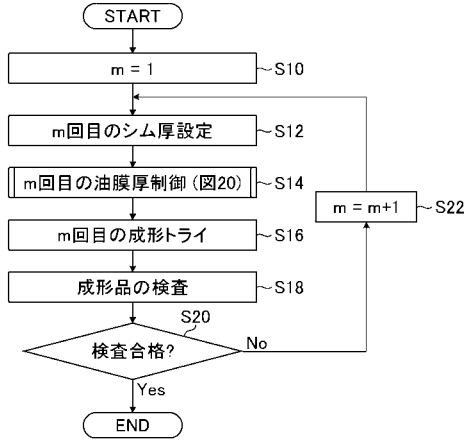 START
m = 1
S10
m回目のシム厚設定
S12
m回目の油膜厚制御 (図20)
S14
m = m+1
S22
m回目の成形トライ
S16
成形品の検査
S18
S20
検査合格?
No
Yes
END